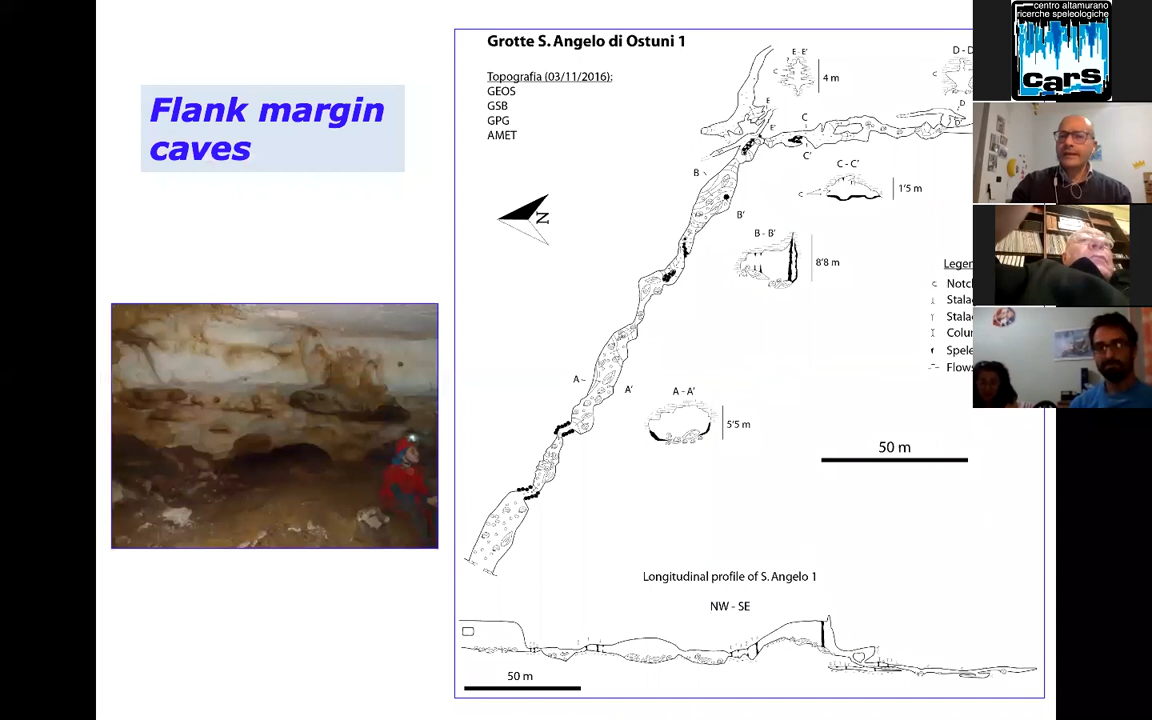 Flank margin
caves
Grotte S. Angelo di Ostuni 1
Topografia (03/11/2016):
GEOS
GSB
GPG
AMET
N
E - E'
C
4 m
D - D
C
E
E'
D
D'
C
C'
B
B'
C - C'
C
1'5 m
B - B'
8'8 m
A
A'
A - A'
5'5 m
Legen
C Notc
Stala
Stala
Colu
Spele
Flows
50 m
Longitudinal profile of S. Angelo 1
NW - SE
50 m
centro altamurano
ricerche speleologiche
cars